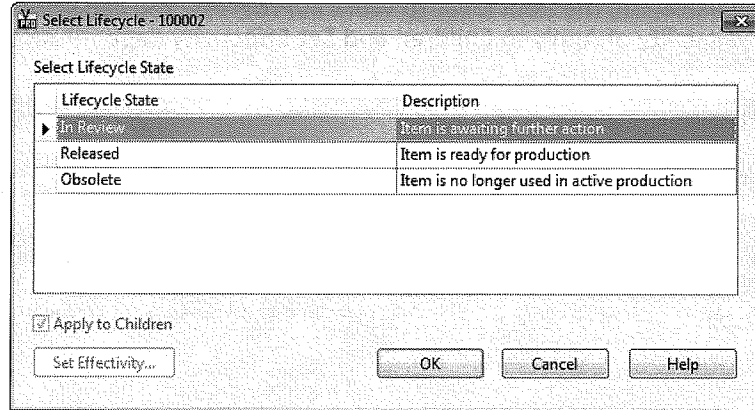 V PRO Select Lifecycle - 100002
Select Lifecycle State
Lifecycle State Description
In Review Item is awaiting further action
Released Item is ready for production
Obsolete Item is no longer used in active production
Apply to Children
Set Effectivity... OK Cancel Help